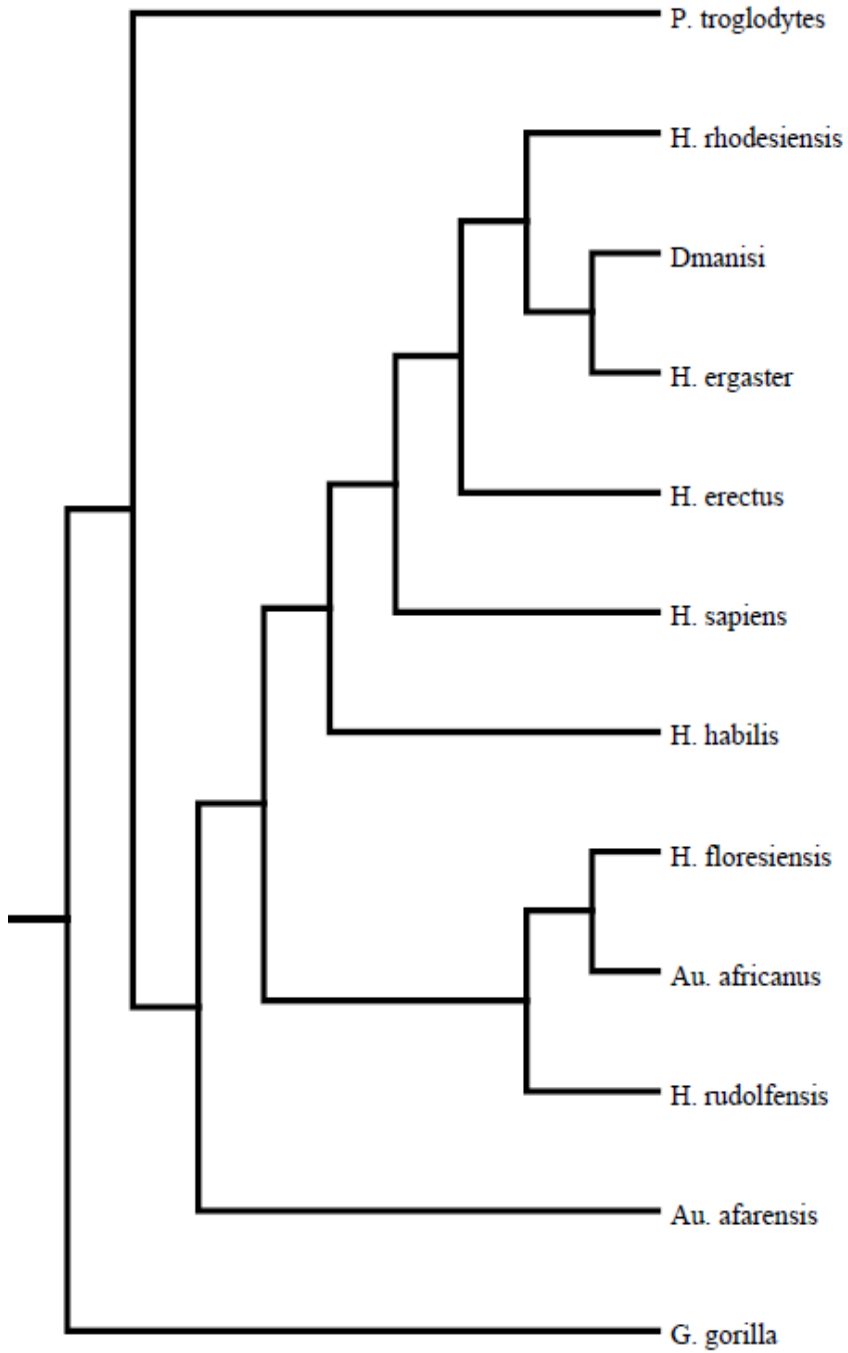 P. troglodytes
H. rhodesiensis
Dmanisi
H. ergaster
H. erectus
H. sapiens
H. habilis
H. floresiensis
Au. africanus
H. rudolfensis
Au. afarensis
G. gorilla